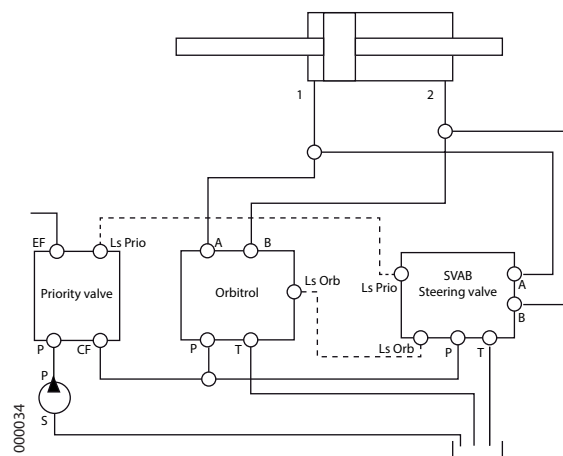 1
2
EF
Ls Prio
A
B
Priority valve
Orbitrol
Ls Orb
SVAB
Steering valve
Ls Prio
A
B
P
CF
P
T
Ls Orb
P
T
P
S
000034